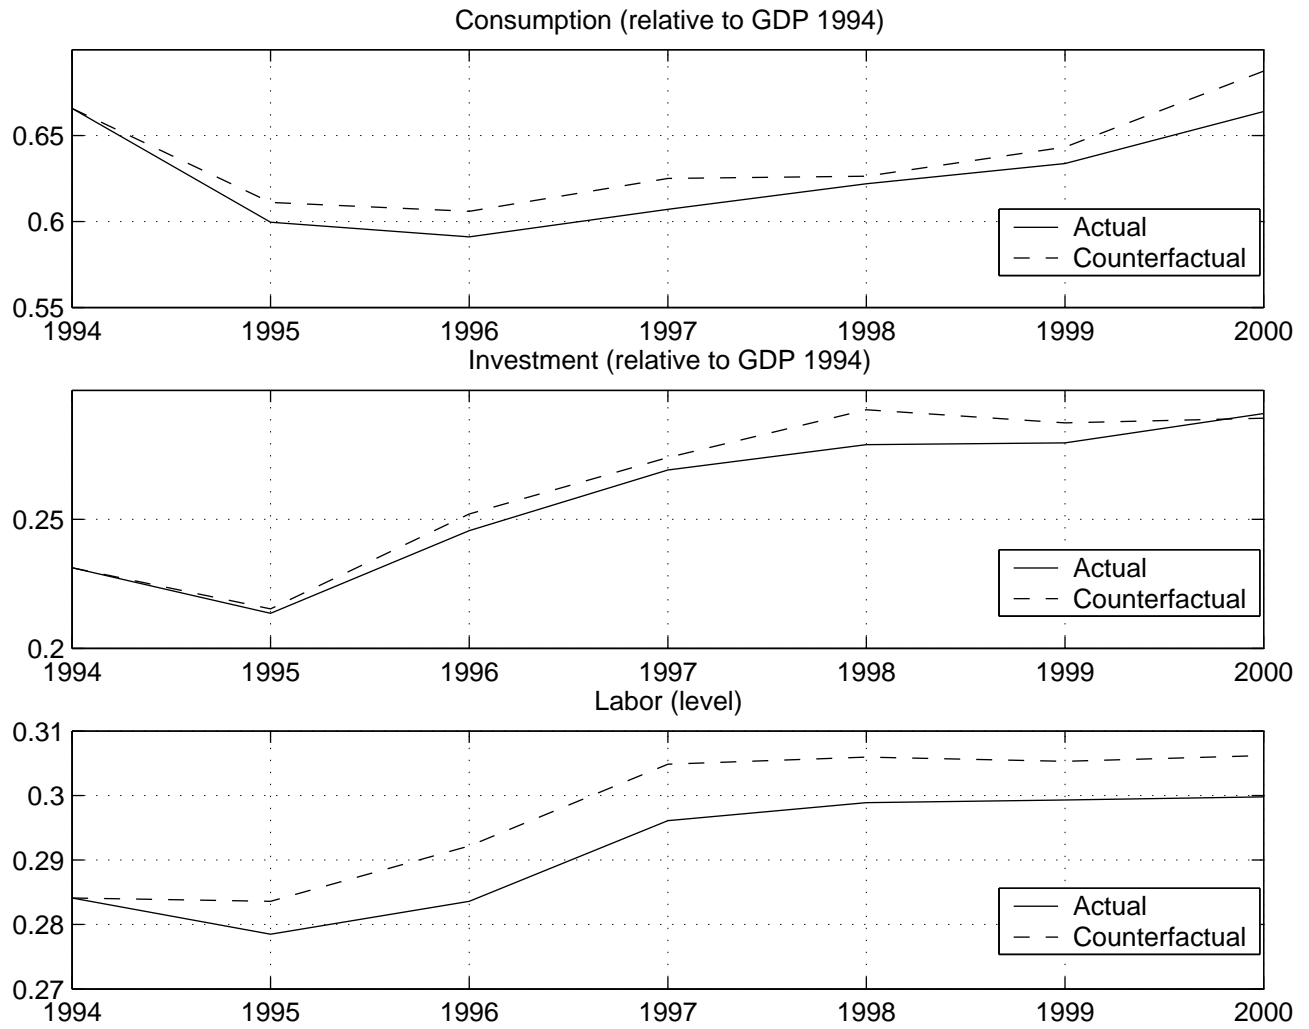 Consumption (relative to GDP 1994)
0.65
0.6
0.55
Actual
Counterfactual
1994 1995 1996 1997 1998 1999 2000
Investment (relative to GDP 1994)
0.25
0.2
Actual
Counterfactual
1994 1995 1996 1997 1998 1999 2000
Labor (level)
0.31
0.3
0.29
0.28
0.27
Actual
Counterfactual
1994 1995 1996 1997 1998 1999 2000